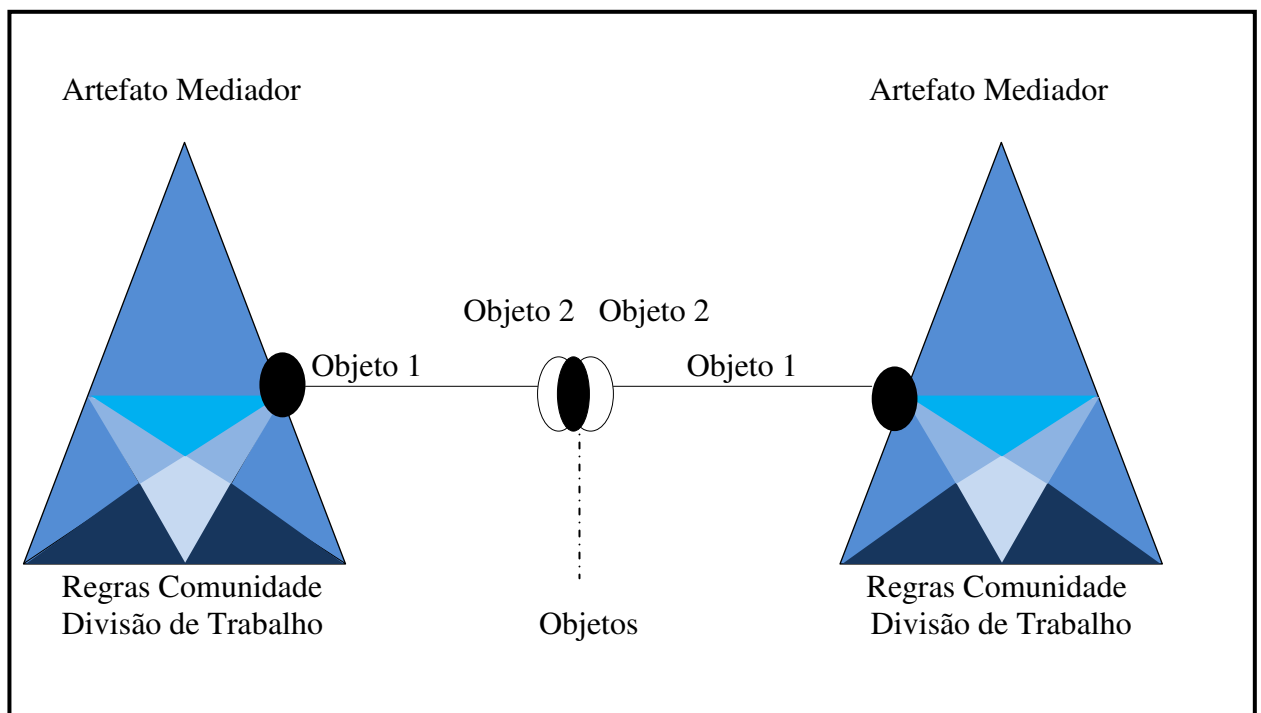 Artefato Mediador
Artefato Mediador
Objeto 2
Objeto 2
Objeto 1
Objeto 1
Regras Comunidade
Divisão de Trabalho
Objetos
Regras Comunidade
Divisão de Trabalho